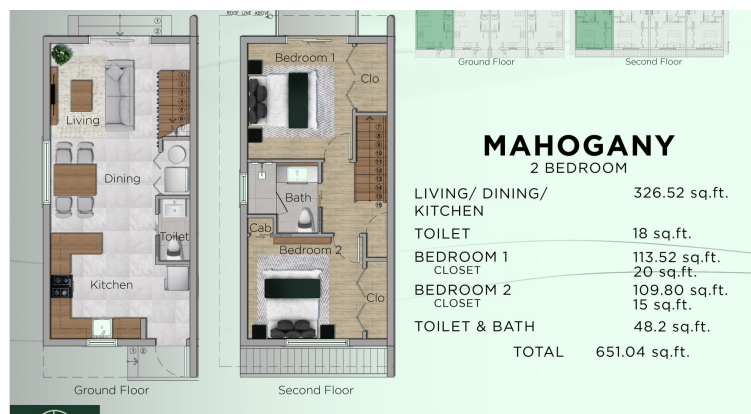 ROOF LINE ABOVE
Bedroom 1
Clo
Living
Dining
Bath
Toilet
Cab
Bedroom 2
Kitchen
Clo
Ground Floor
Second Floor
Ground Floor
Second Floor
MAHOGANY
2 BEDROOM
LIVING/ DINING/ 326.52 sq.ft.
KITCHEN
TOILET 18 sq.ft.
BEDROOM 1 113.52 sq.ft.
CLOSET 20 sq.ft.
BEDROOM 2 109.80 sq.ft.
CLOSET 15 sq.ft.
TOILET & BATH 48.2 sq.ft.
TOTAL 651.04 sq.ft.